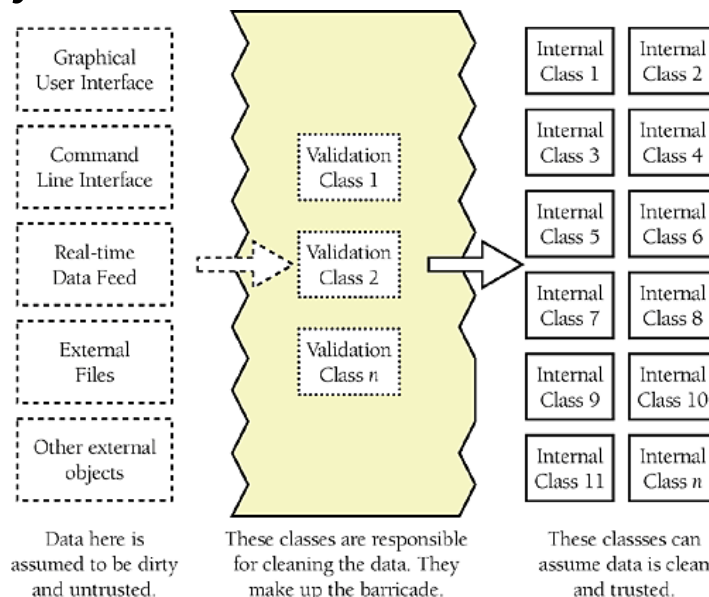 Graphical
User Interface
Command
Line Interface
Real-time
Data Feed
External
Files
Other external
objects
Data here is
assumed to be dirty
and untrusted.
Validation
Class 1
Validation
Class 2
Validation
Class n
These classes are responsible
for cleaning the data. They
make up the barricade.
Internal
Class 1
Internal
Class 2
Internal
Class 3
Internal
Class 4
Internal
Class 5
Internal
Class 6
Internal
Class 7
Internal
Class 8
Internal
Class 9
Internal
Class 10
Internal
Class 11
Internal
Class n
These classses can
assume data is clean
and trusted.